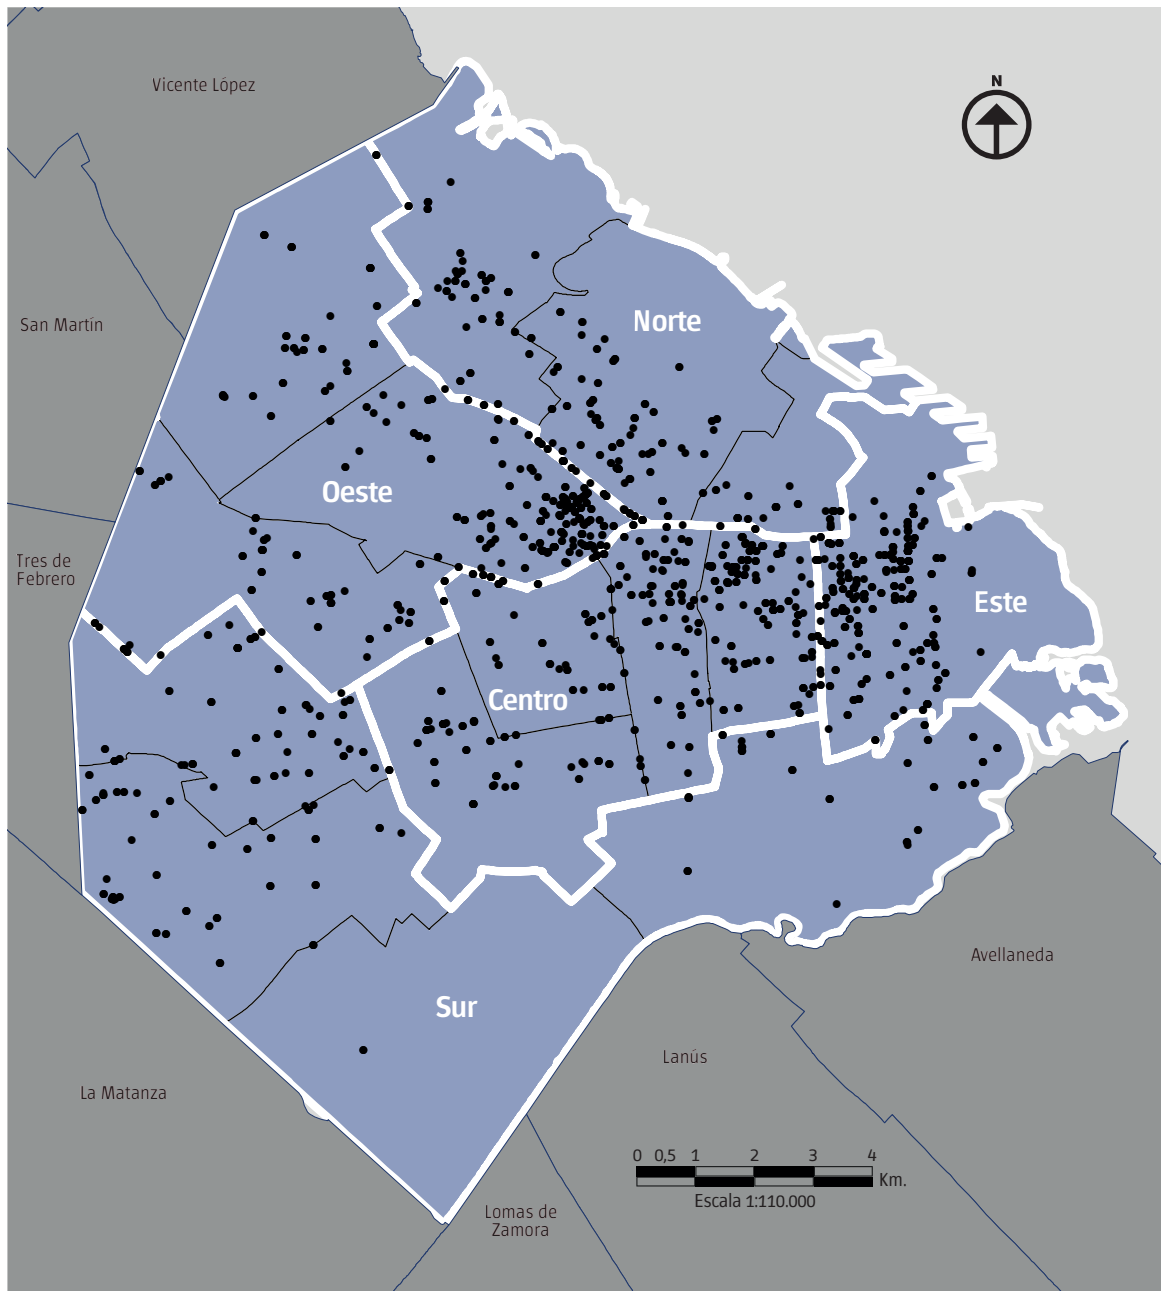 Vicente López
N
San Martín
Norte
Oeste
Tres de
Febrero
Este
Centro
Avellaneda
Sur
Lanús
La Matanza
0 0,5 1 2 3 4
Km.
Escala 1:110.000
Lomas de
Zamora